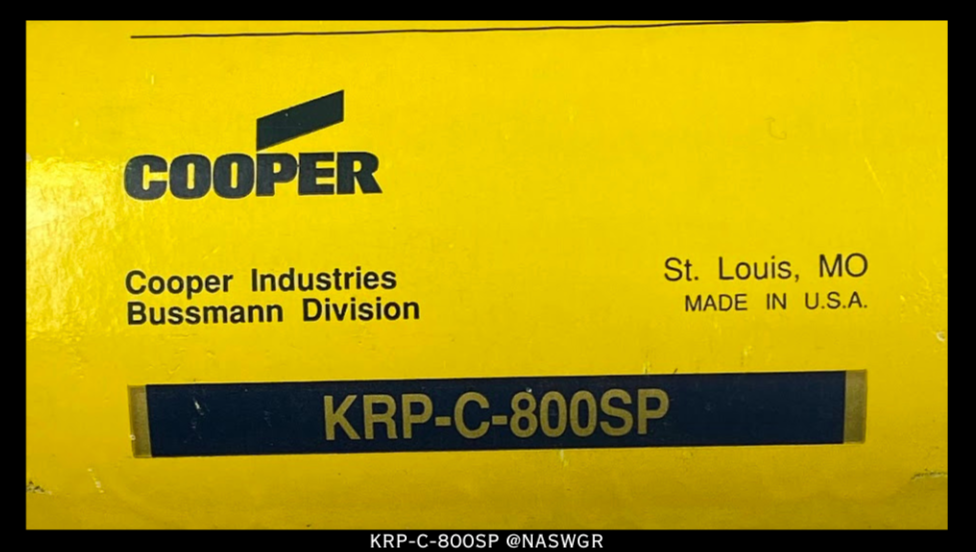 COOPER
Cooper Industries
Bussmann Division
St. Louis, MO
MADE IN U.S.A.
KRP-C-800SP
KRP-C-800SP @NASWGR